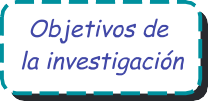 Objetivos de
la investigación